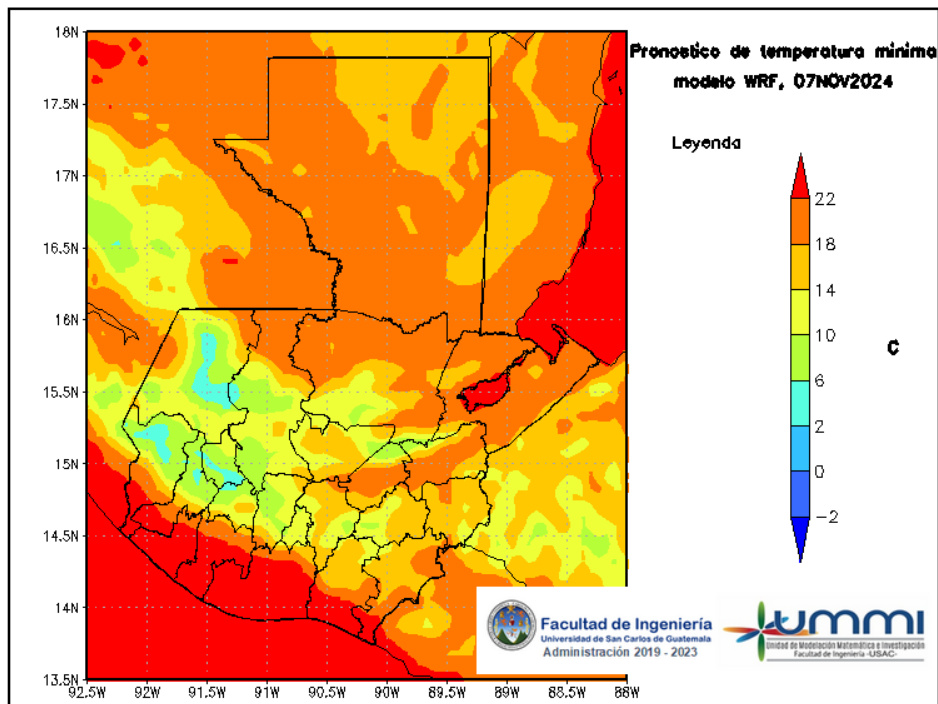 Pronostico de temperatura minima
modelo WRF, 07NOV2024
Leyenda
22
18
14
10
6
2
0
−2
C
18N
17.5N
17N
16.5N
16N
15.5N
15N
14.5N
14N
13.5N
92.5W
92W
91.5W
91W
90.5W
90W
89.5W
89W
88.5W
88W
Facultad de Ingeniería
Universidad de San Carlos de Guatemala
Administración 2019 - 2023
UMMI
Unidad de Modelación Matemática e Investigación
Facultad de Ingeniería -USAC-